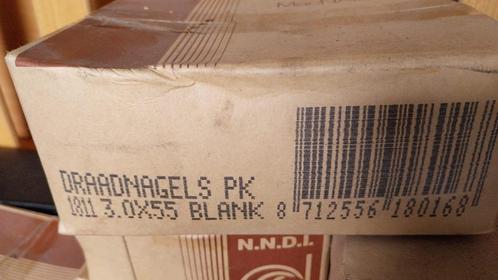 DRAADNAGELS PK
1811 3.0X55 BLANK 8 712556 180168
N.N.D.I.